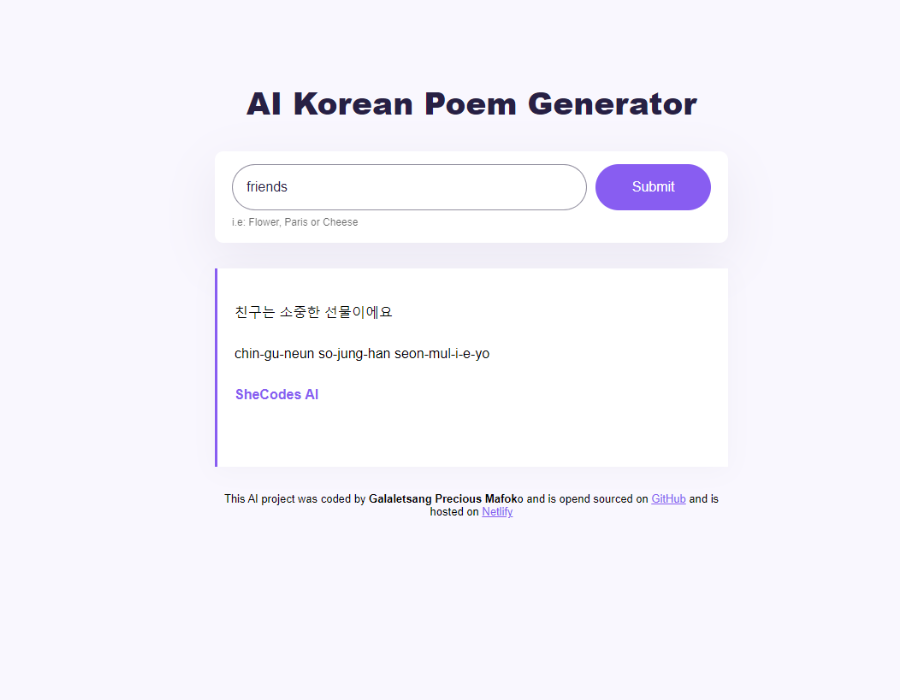 AI Korean Poem Generator
friends
Submit
i.e: Flower, Paris or Cheese
친구는 소중한 선물이에요
chin-gu-neun so-jung-han seon-mul-i-e-yo
SheCodes AI
This AI project was coded by Galaletsang Precious Mafoko and is opend sourced on GitHub and is
hosted on Netlify